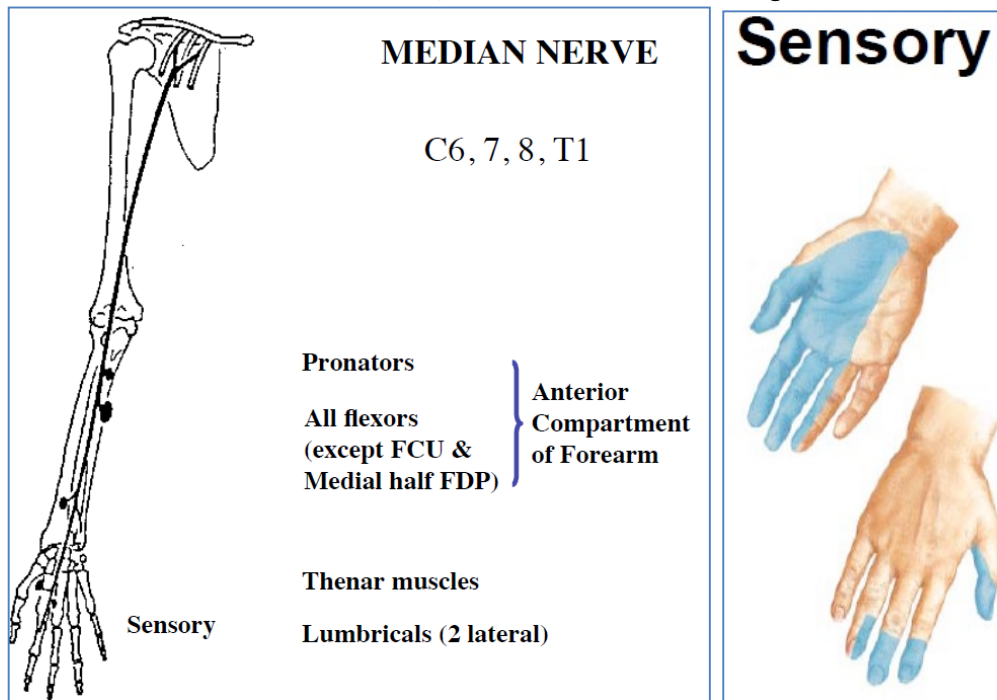 MEDIAN NERVE
C6, 7, 8, T1
Pronators
All flexors
(except FCU &
Medial half FDP)
Anterior
Compartment
of Forearm
Thenar muscles
Lumbricals (2 lateral)
Sensory
Sensory